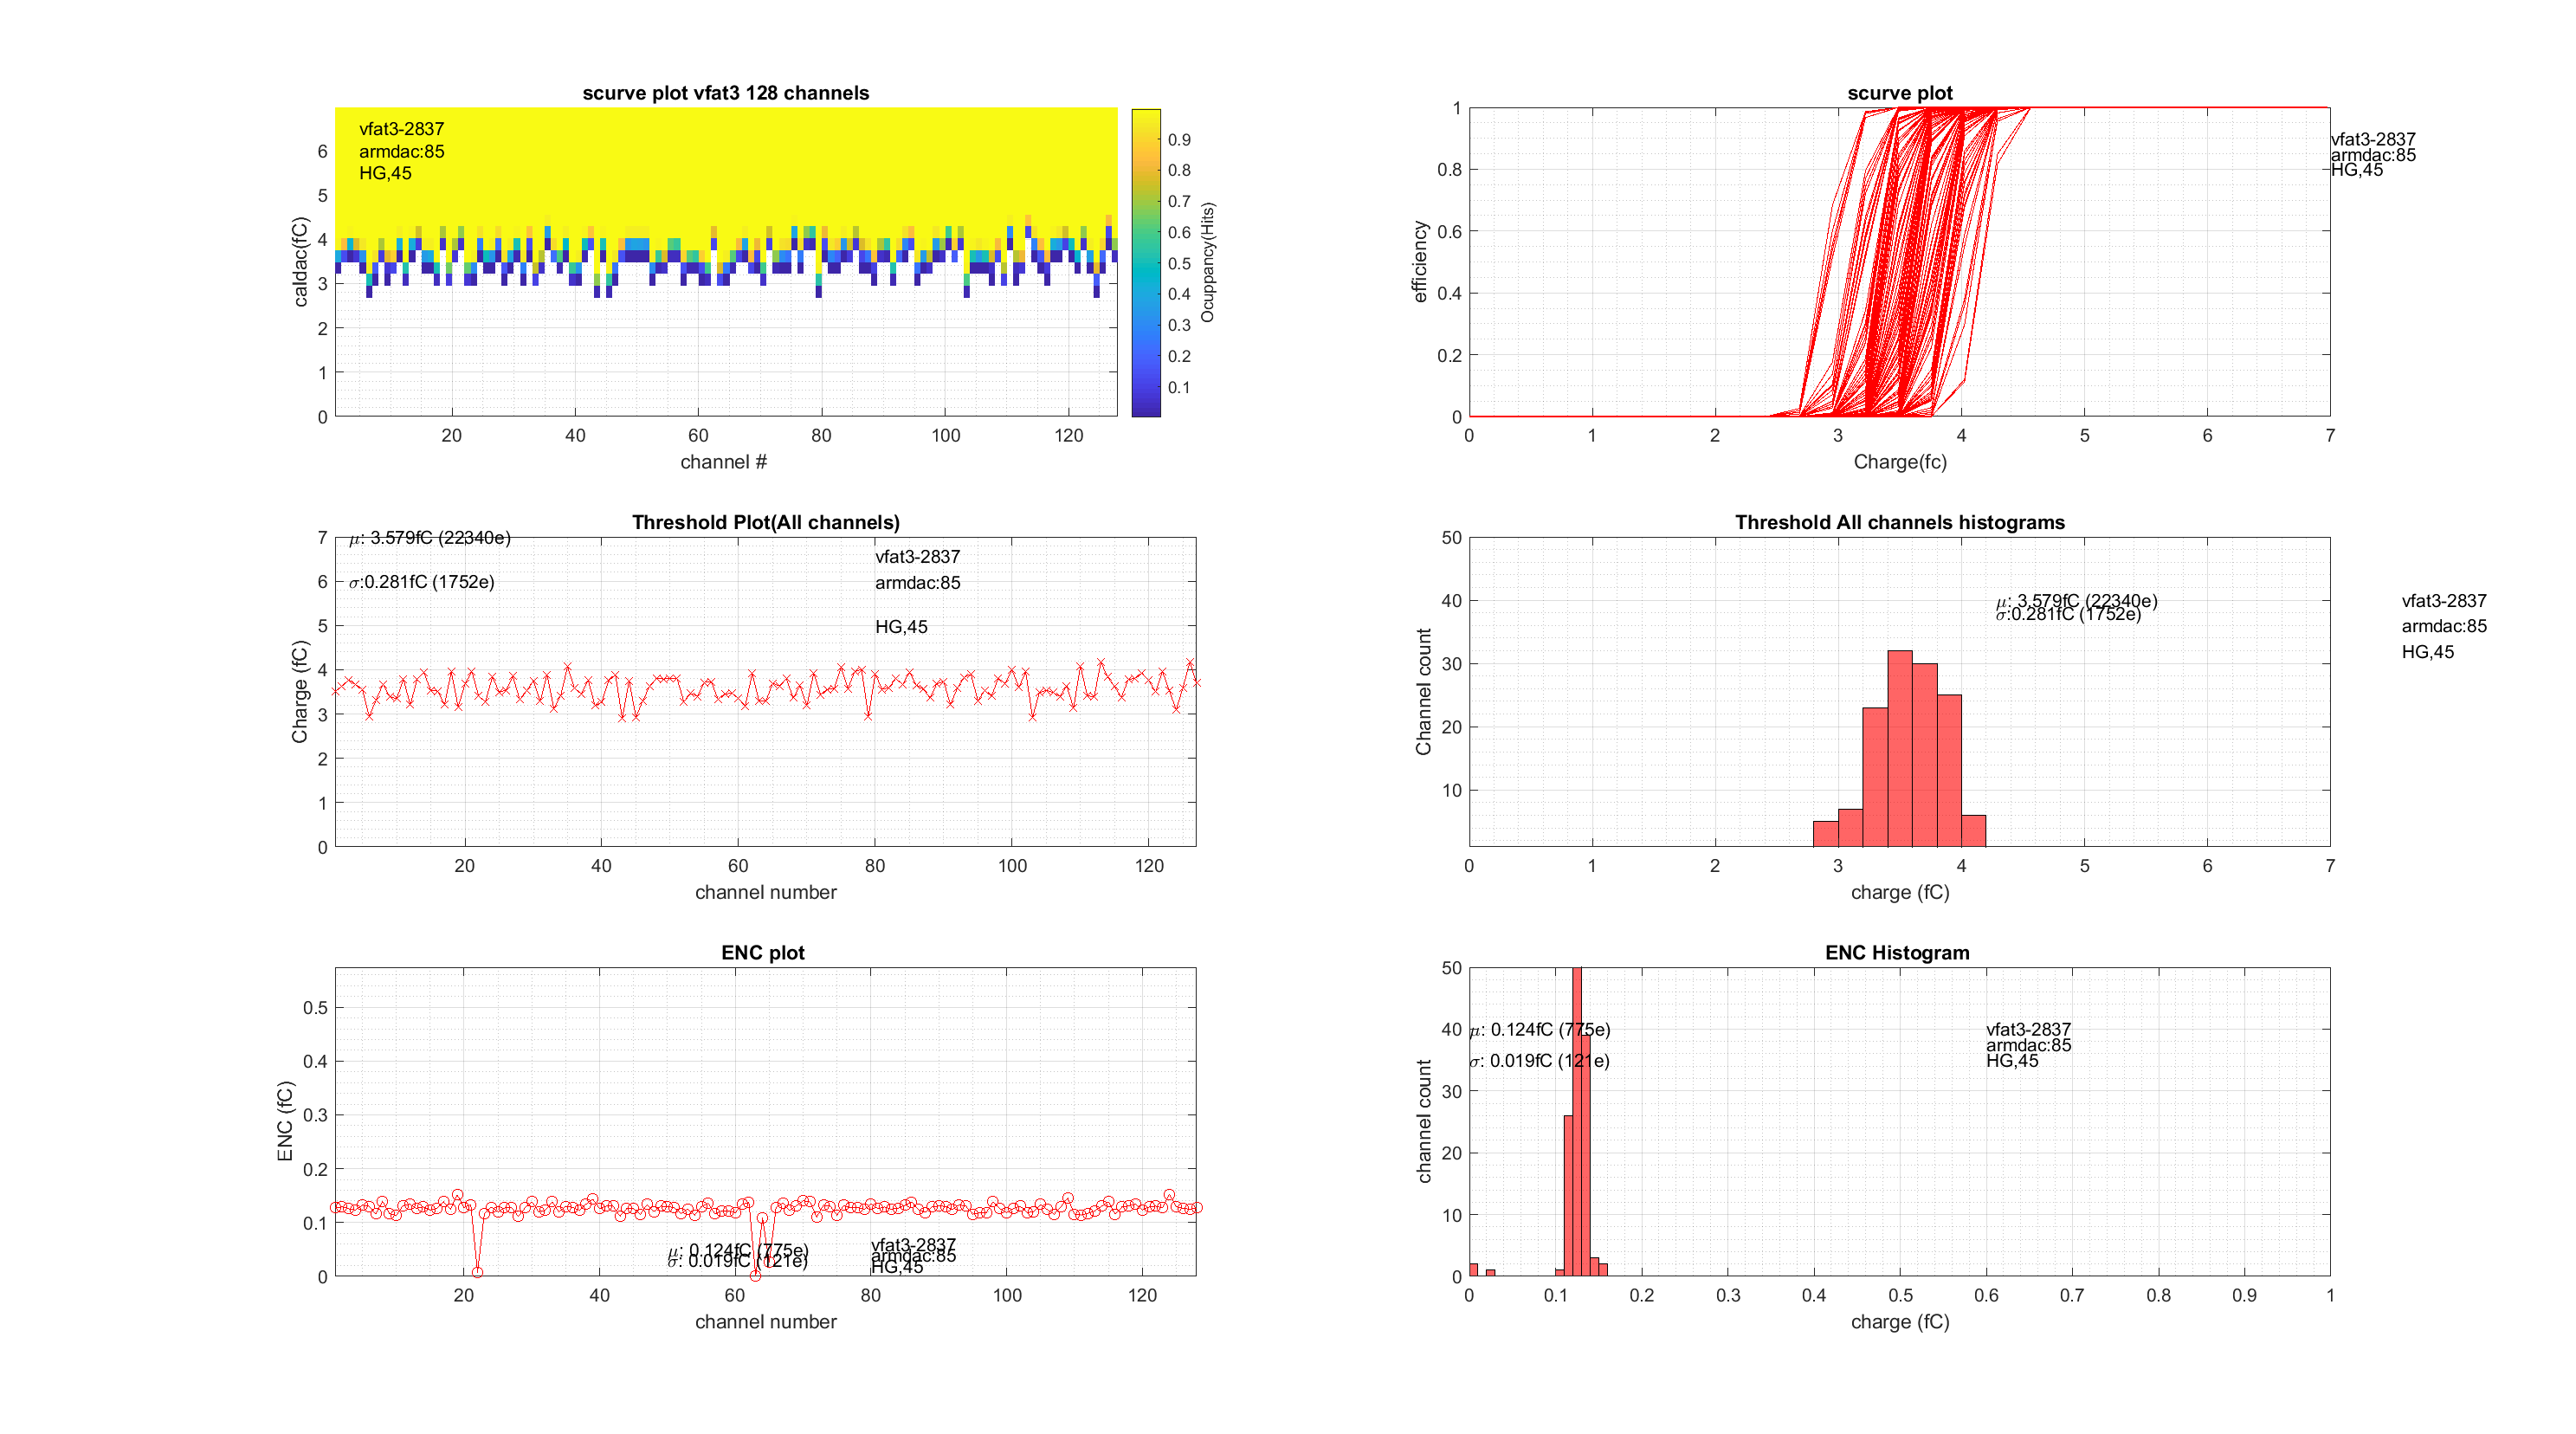 scurve plot vfat3 128 channels
vfat3-2837
armdac:85
HG,45
caldac(fC)
6
5
4
3
2
1
0
20 40 60 80 100 120
channel #
0.9
0.8
0.7
0.6
0.5
0.4
0.3
0.2
0.1
Ocuppancy(Hits)
scurve plot
vfat3-2837
armdac:85
HG,45
efficiency
1
0.8
0.6
0.4
0.2
0
0 1 2 3 4 5 6 7
Charge(fc)
Threshold Plot(All channels)
μ: 3.579fC (22340e)
σ:0.281fC (1752e)
vfat3-2837
armdac:85
HG,45
Charge (fC)
7
6
5
4
3
2
1
0
20 40 60 80 100 120
channel number
Threshold All channels histograms
μ: 3.579fC (22340e)
σ:0.281fC (1752e)
vfat3-2837
armdac:85
HG,45
Channel count
50
40
30
20
10
0 1 2 3 4 5 6 7
charge (fC)
ENC plot
ENC (fC)
0.5
0.4
0.3
0.2
0.1
0
μ: 0.124fC (775e)
σ: 0.019fC (121e)
vfat3-2837
armdac:85
HG,45
20 40 60 80 100 120
channel number
ENC Histogram
μ: 0.124fC (775e)
σ: 0.019fC (121e)
vfat3-2837
armdac:85
HG,45
channel count
50
40
30
20
10
0
0 0.1 0.2 0.3 0.4 0.5 0.6 0.7 0.8 0.9 1
charge (fC)